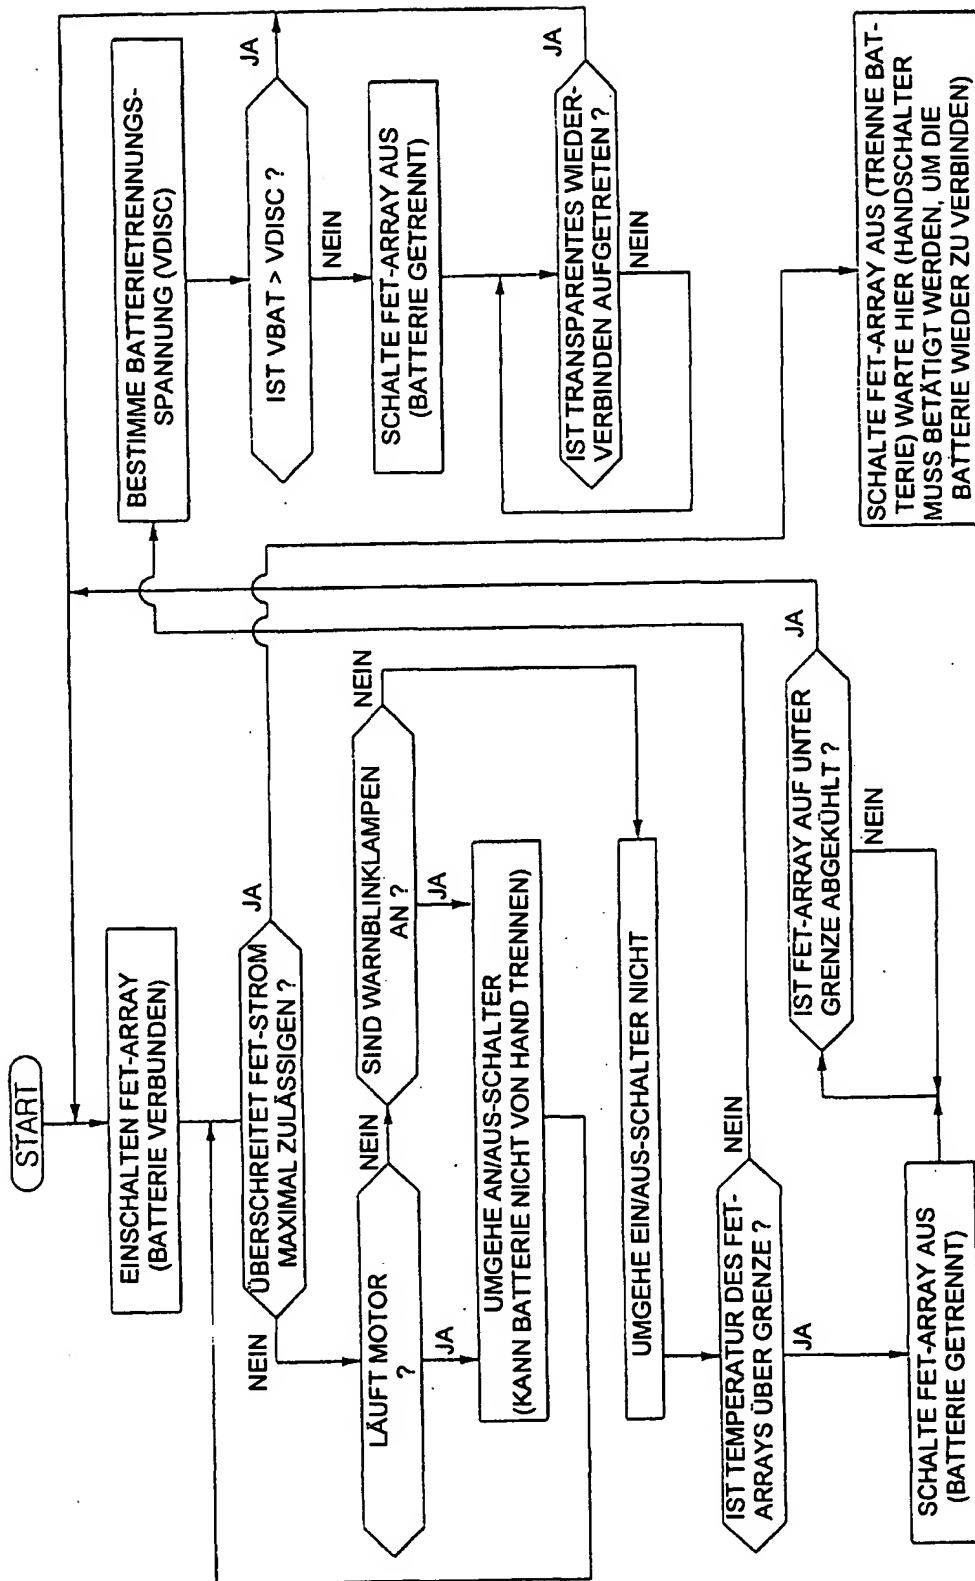 START
EINSCHALTEN FET-ARRAY
(BATTERIE VERBUNDEN)
ÜBERSCHREITET FET-STROM
MAXIMAL ZULÄSSIGEN ?
JA
NEIN
LÄUFT MOTOR
?
NEIN
JA
SIND WARNBLINKLAMPEN
AN ?
NEIN
JA
UMGEHE AN/AUS-SCHALTER
(KANN BATTERIE NICHT VON HAND TRENNEN)
UMGEHE EIN/AUS-SCHALTER NICHT
IST TEMPERATUR DES FET-
ARRAYS ÜBER GRENZE ?
NEIN
JA
SCHALTE FET-ARRAY AUS
(BATTERIE GETRENNT)
IST FET-ARRAY AUF UNTER
GRENZE ABGEKÜHLT ?
JA
NEIN
BESTIMME BATTERIETRENNUNGS-
SPANNUNG (VDISC)
IST VBAT > VDISC ?
JA
NEIN
SCHALTE FET-ARRAY AUS
(BATTERIE GETRENNT)
IST TRANSPARENTES WIEDER-
VERBINDEN AUFGETRETEN ?
JA
NEIN
SCHALTE FET-ARRAY AUS (TRENNE BAT-
TERIE) WARTE HIER (HANDSCHALTER
MUSS BETÄTIGT WERDEN, UM DIE
BATTERIE WIEDER ZU VERBINDEN)